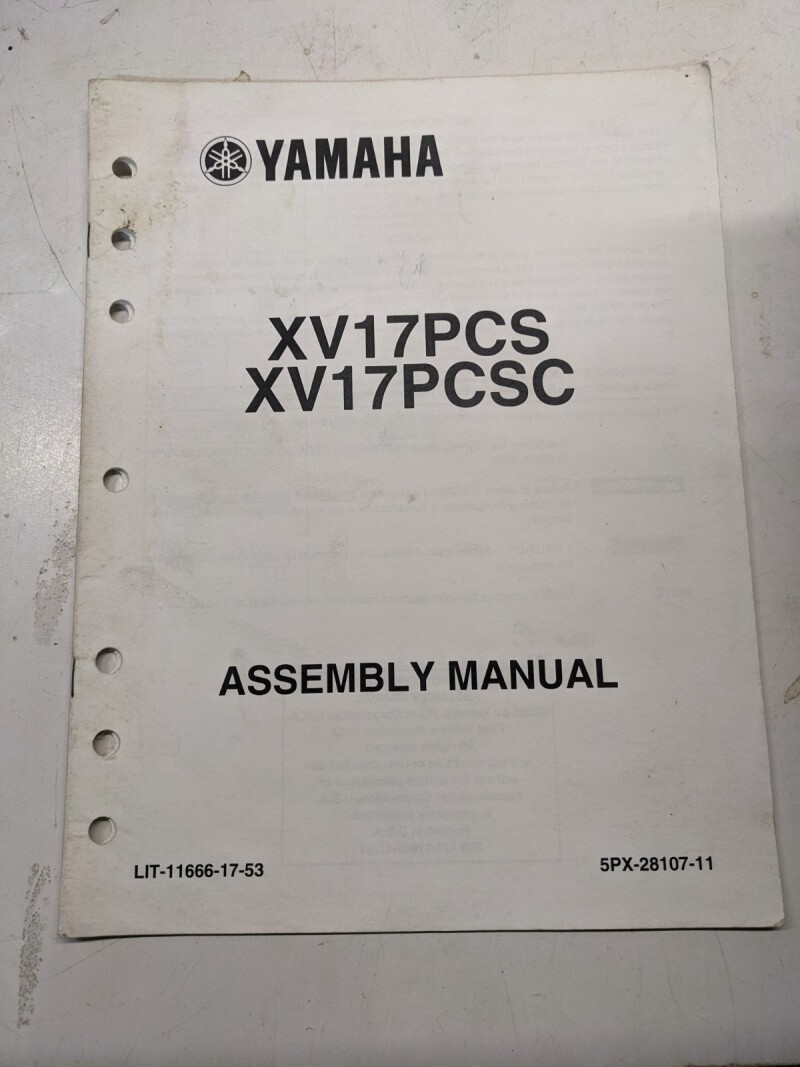 YAMAHA
XV17PCS
XV17PCSC
ASSEMBLY MANUAL
LIT-11666-17-53
5PX-28107-11